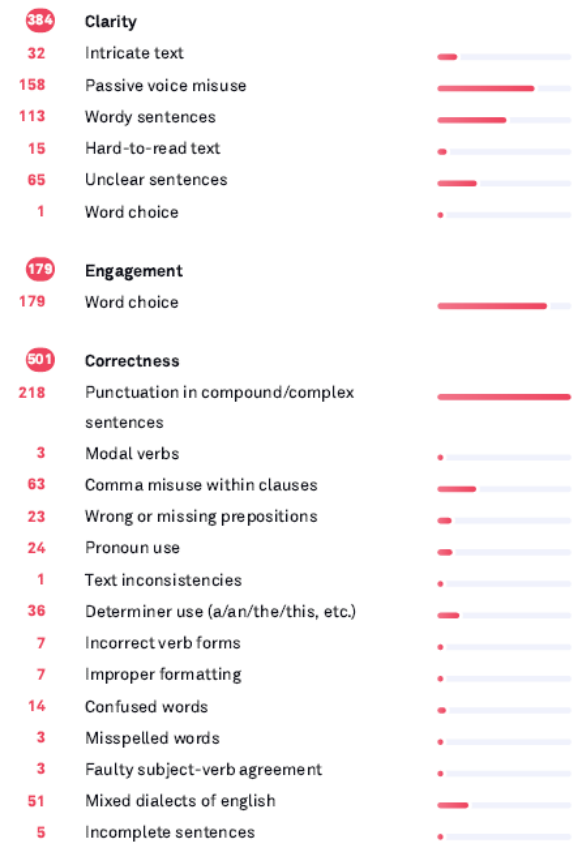 384 Clarity
32 Intricate text
158 Passive voice misuse
113 Wordy sentences
15 Hard-to-read text
65 Unclear sentences
1 Word choice
179 Engagement
179 Word choice
501 Correctness
218 Punctuation in compound/complex
sentences
3 Modal verbs
63 Comma misuse within clauses
23 Wrong or missing prepositions
24 Pronoun use
1 Text inconsistencies
36 Determiner use (a/an/the/this, etc.)
7 Incorrect verb forms
7 Improper formatting
14 Confused words
3 Misspelled words
3 Faulty subject-verb agreement
51 Mixed dialects of english
5 Incomplete sentences